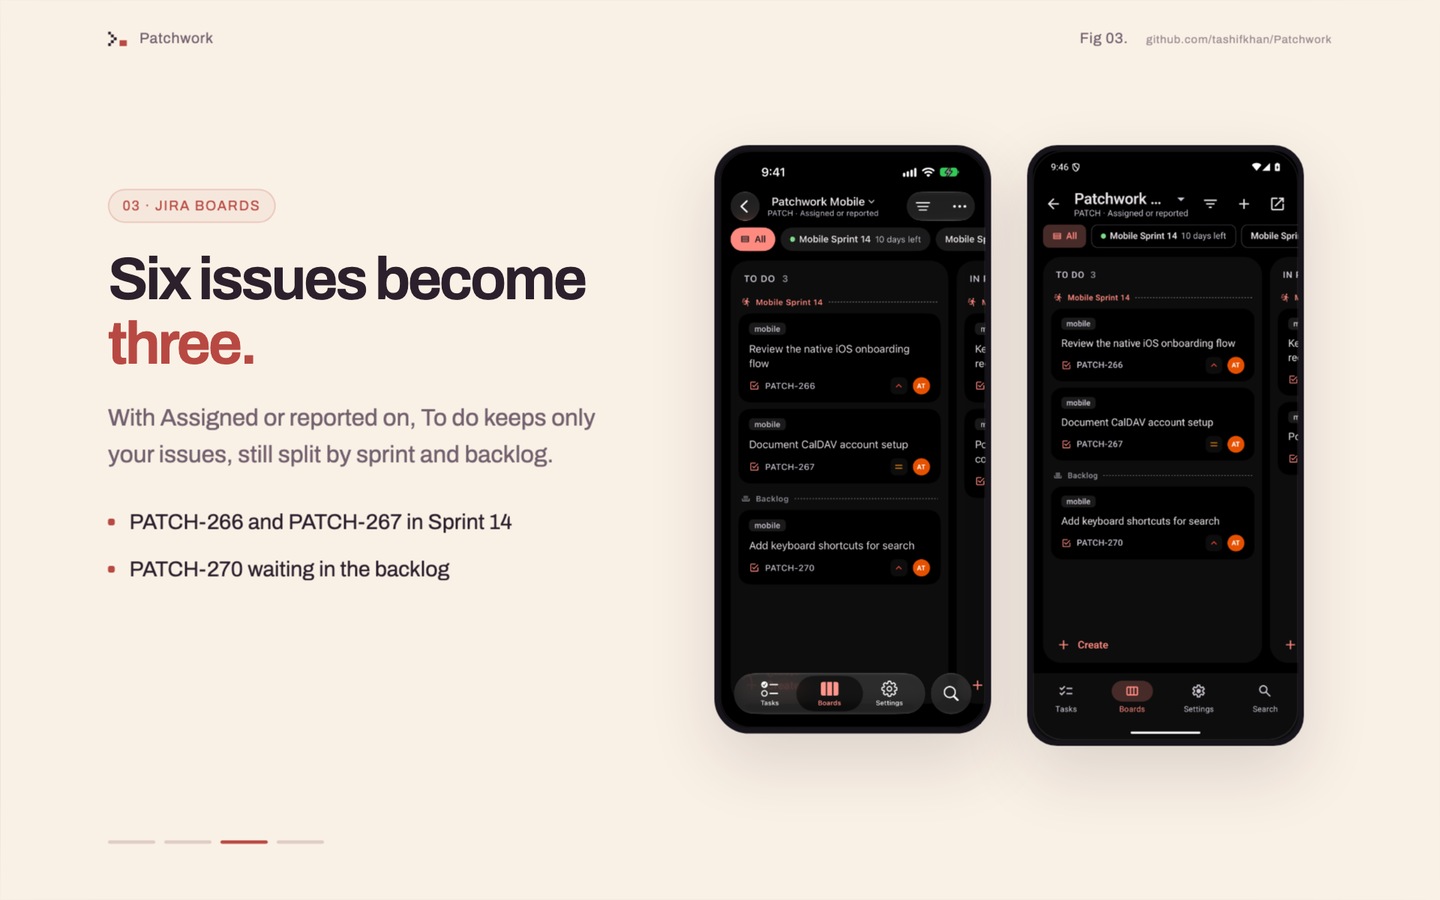 Patchwork
Fig 03. github.com/tashifkhan/Patchwork
03 · JIRA BOARDS
Six issues become
three.
With Assigned or reported on, To do keeps only
your issues, still split by sprint and backlog.
PATCH-266 and PATCH-267 in Sprint 14
PATCH-270 waiting in the backlog
9:41
Patchwork Mobile
PATCH · Assigned or reported
All
Mobile Sprint 14 10 days left
Mobile Sp
TO DO 3
Mobile Sprint 14
mobile
Review the native iOS onboarding
flow
PATCH-266
AT
mobile
Document CalDAV account setup
PATCH-267
AT
Backlog
mobile
Add keyboard shortcuts for search
PATCH-270
AT
Tasks
Boards
Settings
9:46
Patchwork ...
PATCH · Assigned or reported
All
Mobile Sprint 14 10 days left
Mobile Sprin
TO DO 3
Mobile Sprint 14
mobile
Review the native iOS onboarding flow
PATCH-266
AT
mobile
Document CalDAV account setup
PATCH-267
AT
Backlog
mobile
Add keyboard shortcuts for search
PATCH-270
AT
+ Create
Tasks
Boards
Settings
Search